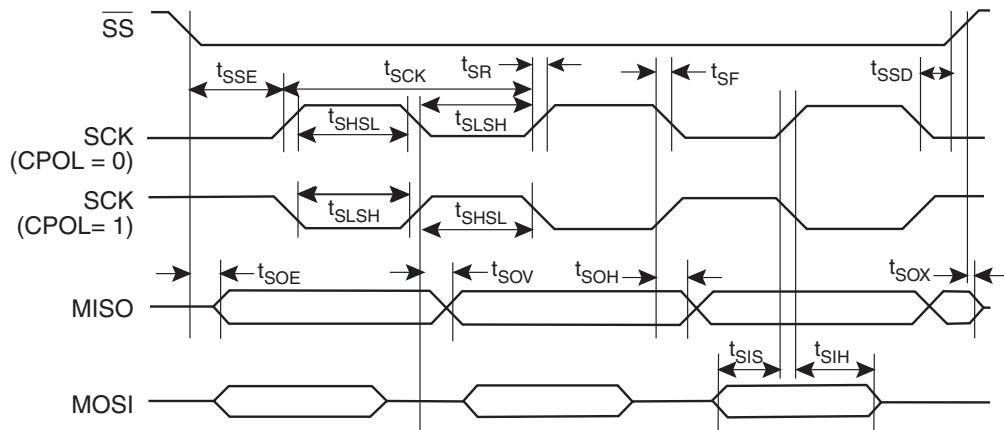 SS
tSSE
tSCK
tSR
tSF
tSSD
SCK
(CPOL = 0)
tSHSL
tSLSH
SCK
(CPOL= 1)
tSLSH
tSHSL
tSOE
tSOV
tSOH
tSOX
MISO
tSIS
tSIH
MOSI